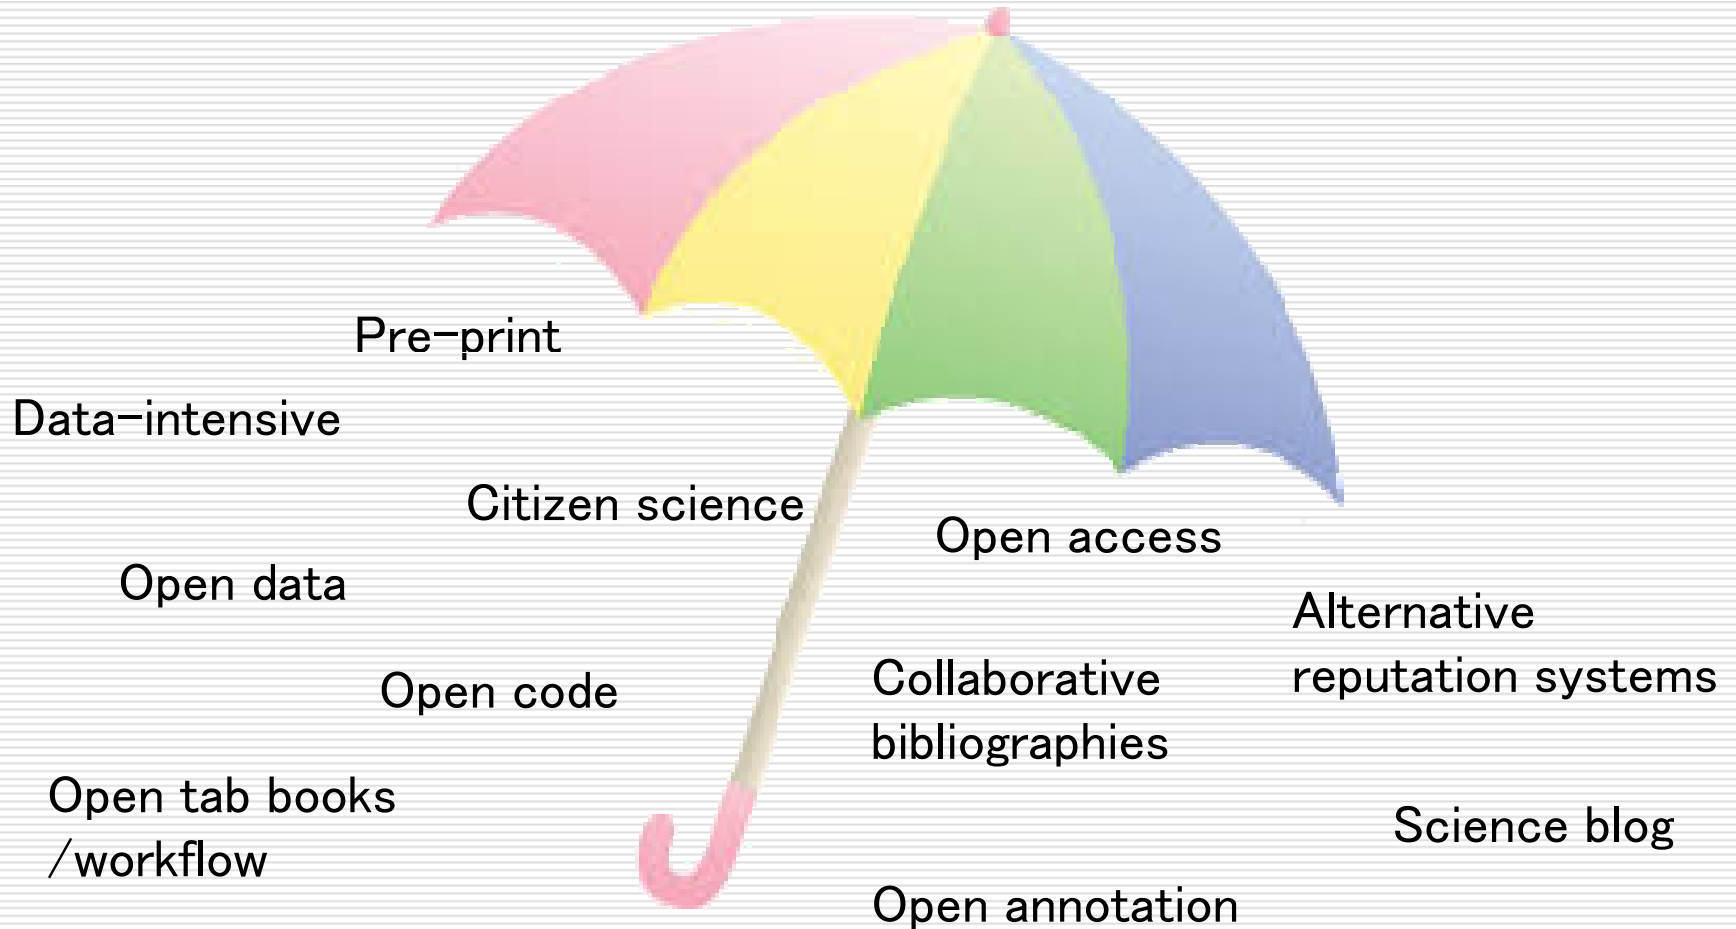 Pre-print
Data-intensive
Citizen science
Open access
Open data
Alternative
reputation systems
Open code
Collaborative
bibliographies
Open tab books
/workflow
Science blog
Open annotation